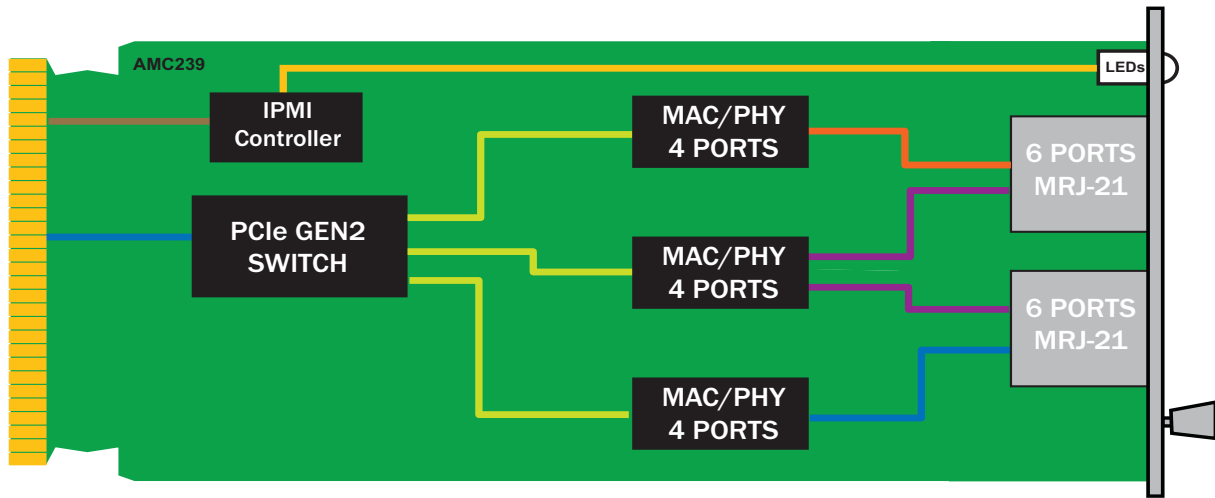 AMC239
LEDs
IPMI
Controller
MAC/PHY
4 PORTS
6 PORTS
MRJ-21
PCIe GEN2
SWITCH
MAC/PHY
4 PORTS
6 PORTS
MRJ-21
MAC/PHY
4 PORTS